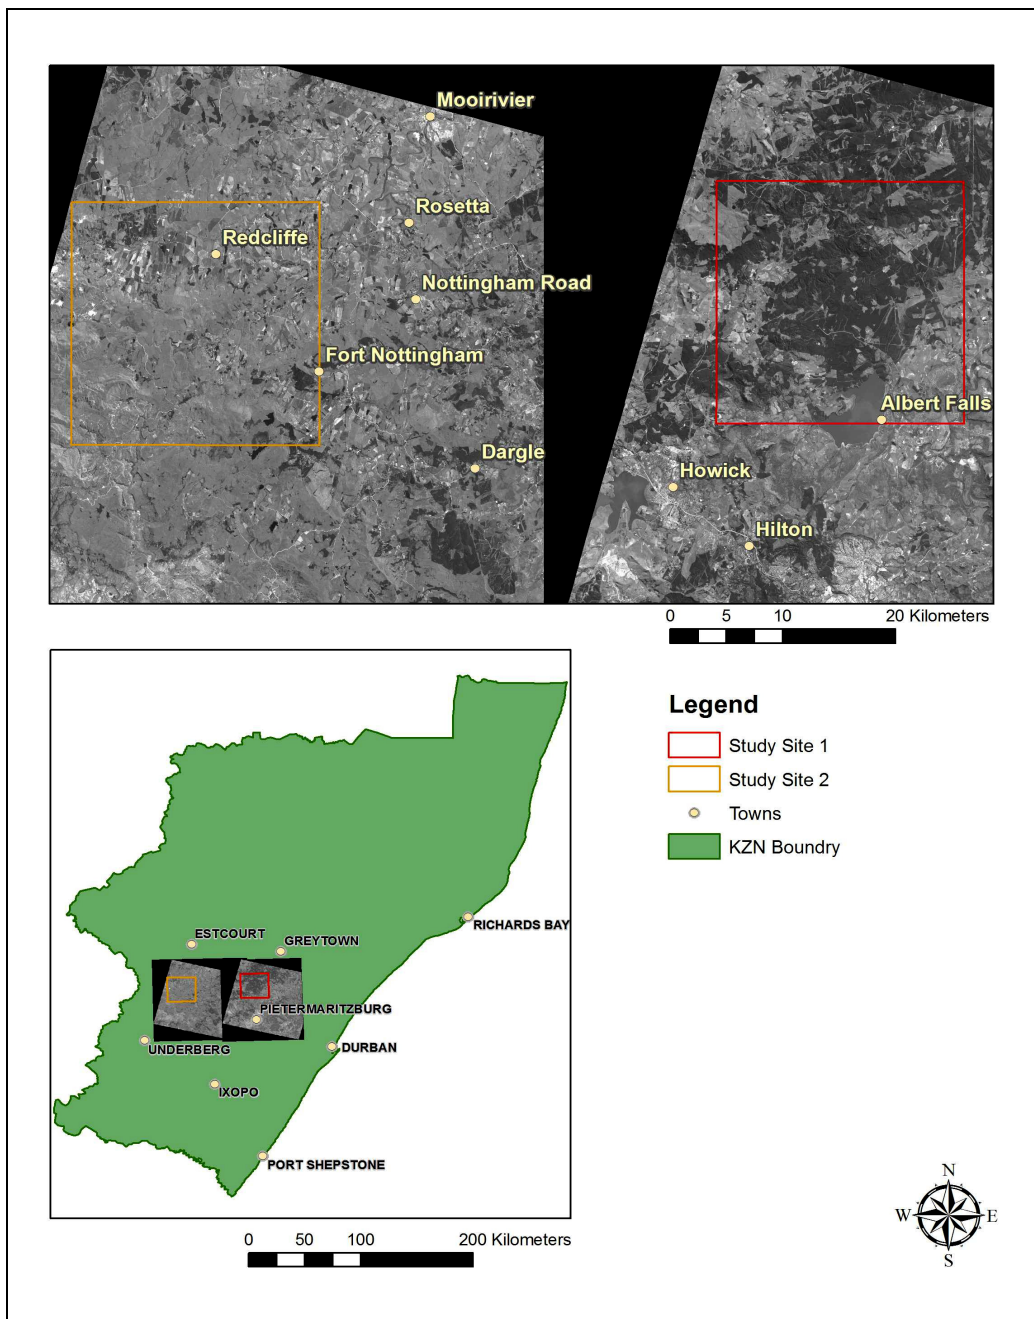 Mooirivier
Rosetta
Redcliffe
Nottingham Road
Fort Nottingham
Dargle
Albert Falls
Howick
Hilton
0 5 10 20 Kilometers
Legend
Study Site 1
Study Site 2
Towns
KZN Boundry
RICHARDS BAY
ESTCOURT
GREYTOWN
PIETERMARITZBURG
UNDERBERG
DURBAN
IXOPO
PORT SHEPSTONE
0 50 100 200 Kilometers
N
W E
S